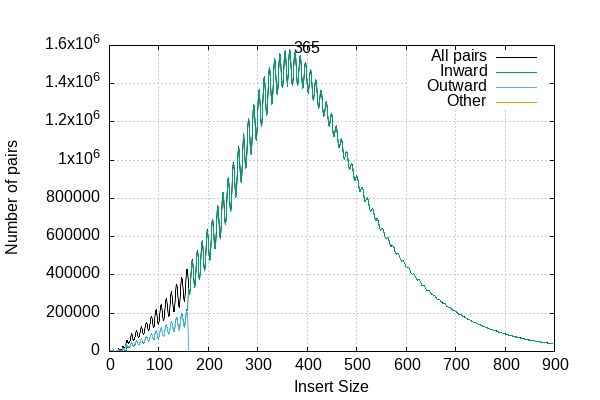 1.6x10^6
365
All pairs
Inward
Outward
Other
1.4x10^6
1.2x10^6
1x10^6
800000
600000
400000
200000
0
Number of pairs
0 100 200 300 400 500 600 700 800 900
Insert Size